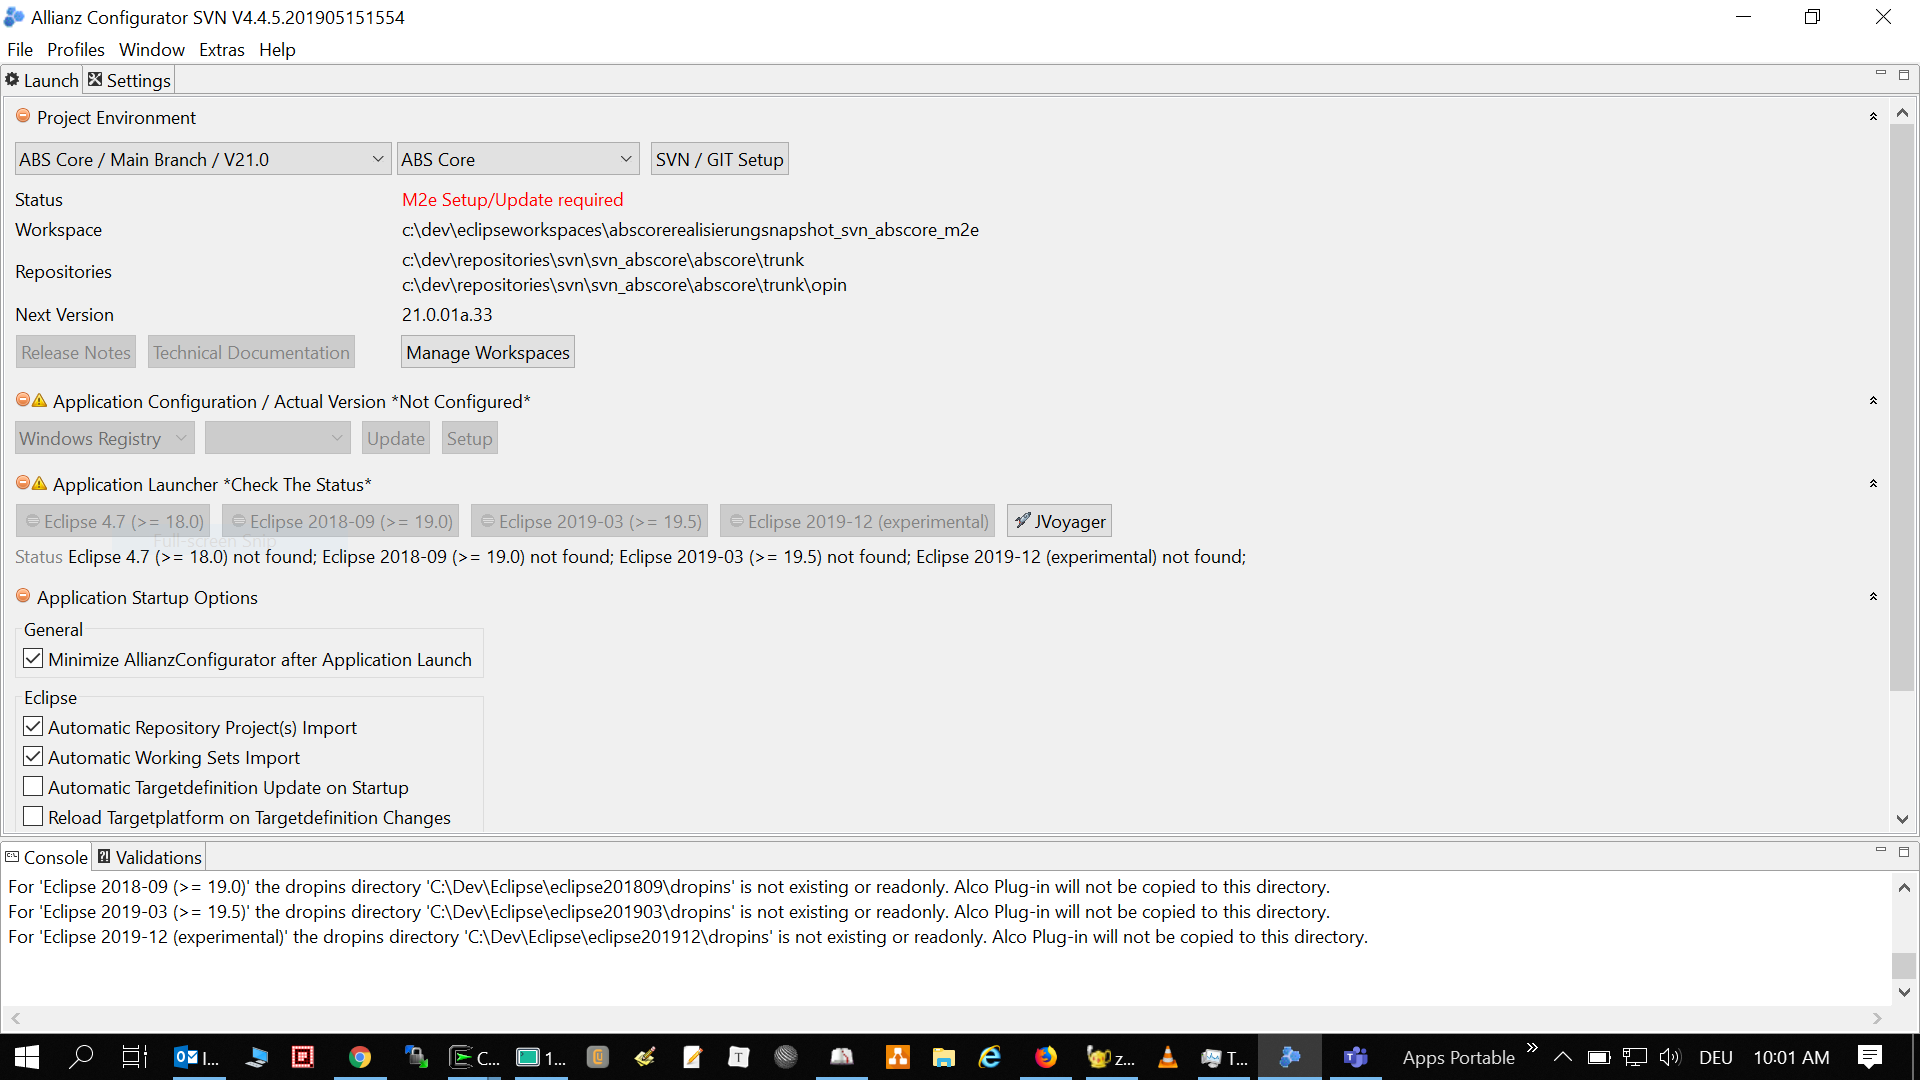 Allianz Configurator SVN V4.4.5.201905151554
File Profiles Window Extras Help
Launch Settings
Project Environment
ABS Core / Main Branch / V21.0 ABS Core SVN / GIT Setup
Status M2e Setup/Update required
Workspace c:\dev\eclipseworkspaces\abscorerealisierungsnapshot_svn_abscore_m2e
Repositories c:\dev\repositories\svn\svn_abscore\abscore\trunk
c:\dev\repositories\svn\svn_abscore\abscore\trunk\opin
Next Version 21.0.01a.33
Release Notes Technical Documentation Manage Workspaces
Application Configuration / Actual Version *Not Configured*
Windows Registry Update Setup
Application Launcher *Check The Status*
Eclipse 4.7 (>= 18.0) Eclipse 2018-09 (>= 19.0) Eclipse 2019-03 (>= 19.5) Eclipse 2019-12 (experimental) JVoyager
Full-screen Snip
Status Eclipse 4.7 (>= 18.0) not found; Eclipse 2018-09 (>= 19.0) not found; Eclipse 2019-03 (>= 19.5) not found; Eclipse 2019-12 (experimental) not found;
Application Startup Options
General
Minimize AllianzConfigurator after Application Launch
Eclipse
Automatic Repository Project(s) Import
Automatic Working Sets Import
Automatic Targetdefinition Update on Startup
Reload Targetplatform on Targetdefinition Changes
Console Validations
For 'Eclipse 2018-09 (>= 19.0)' the dropins directory 'C:\Dev\Eclipse\eclipse201809\dropins' is not existing or readonly. Alco Plug-in will not be copied to this directory.
For 'Eclipse 2019-03 (>= 19.5)' the dropins directory 'C:\Dev\Eclipse\eclipse201903\dropins' is not existing or readonly. Alco Plug-in will not be copied to this directory.
For 'Eclipse 2019-12 (experimental)' the dropins directory 'C:\Dev\Eclipse\eclipse201912\dropins' is not existing or readonly. Alco Plug-in will not be copied to this directory.
I... C... 1... z... T... Apps Portable DEU 10:01 AM